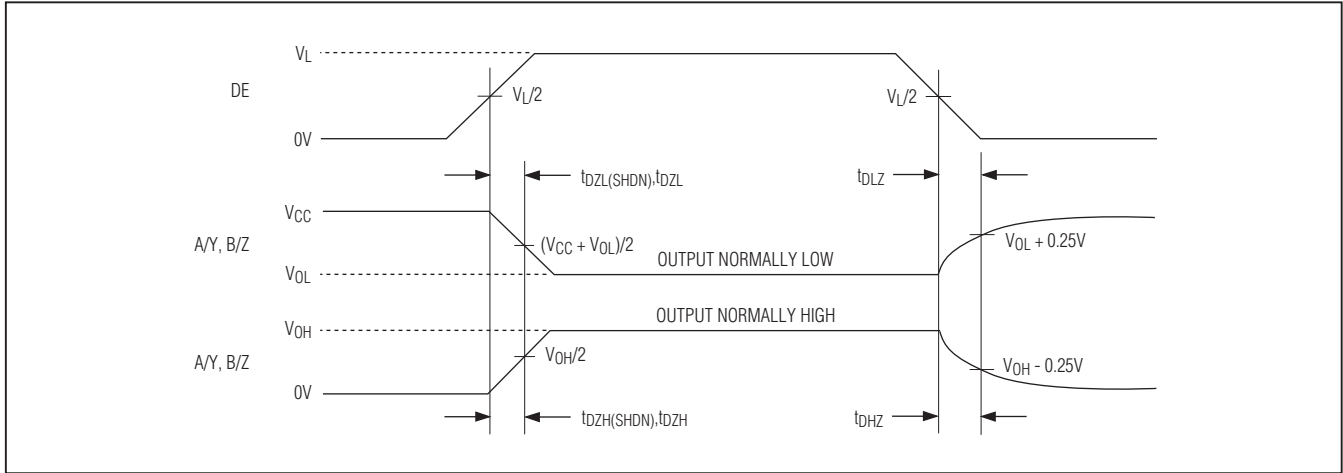 VL
DE
VL/2
VL/2
0V
tDZL(SHDN),tDZL
tDLZ
VCC
A/Y, B/Z
(VCC + VOL)/2
VOL + 0.25V
OUTPUT NORMALLY LOW
VOL
OUTPUT NORMALLY HIGH
VOH
A/Y, B/Z
VOH/2
VOH - 0.25V
0V
tDZH(SHDN),tDZH
tDHZ